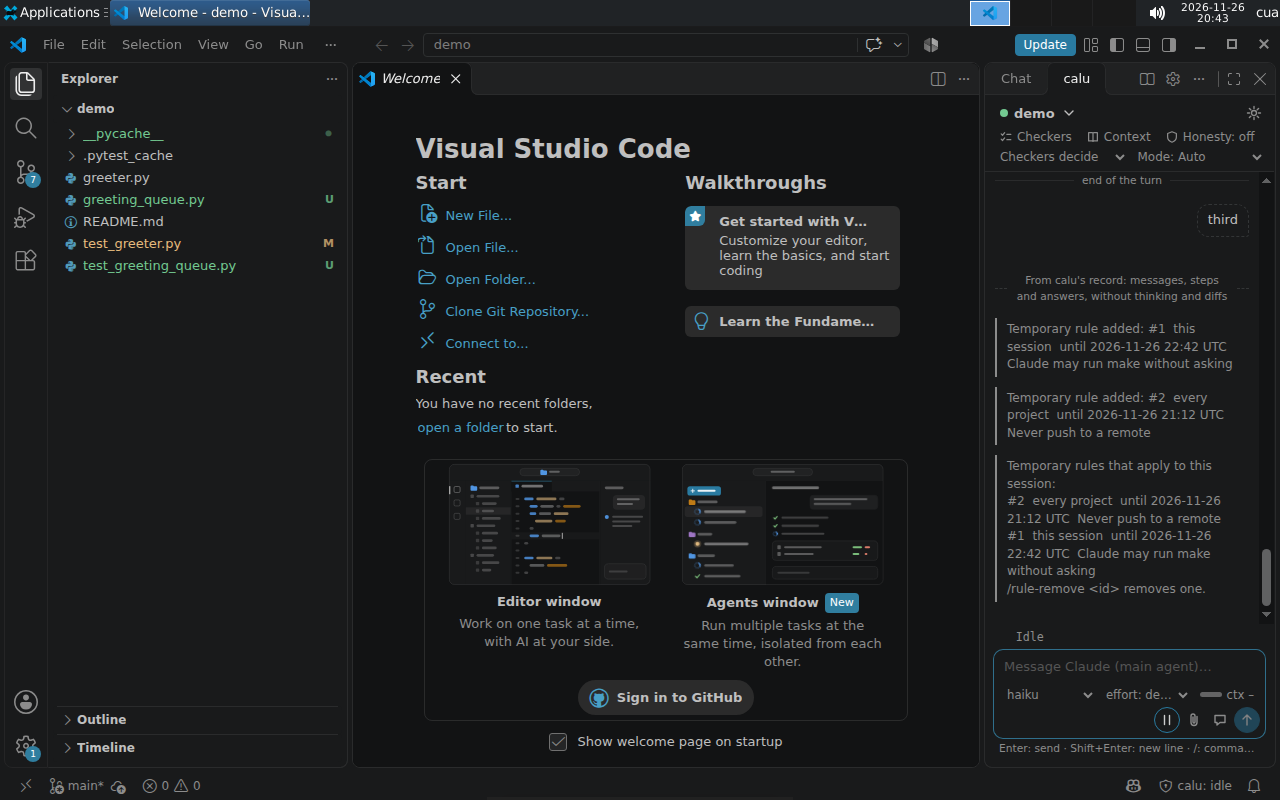 Applications
Welcome - demo - Visua...
2026-11-26
20:43
cua
File
Edit
Selection
View
Go
Run
demo
Update
Explorer
Welcome
Chat
calu
demo
demo
__pycache__
Checkers
Context
Honesty: off
.pytest_cache
Checkers decide
Mode: Auto
greeter.py
greeting_queue.py
U
README.md
test_greeter.py
M
test_greeting_queue.py
U
Visual Studio Code
Start
New File...
Open File...
Open Folder...
Clone Git Repository...
Connect to...
Walkthroughs
Get started with V...
Customize your editor,
learn the basics, and start
coding
Learn the Fundame...
Recent
You have no recent folders,
open a folder to start.
Editor window
Work on one task at a time,
with AI at your side.
Agents window
New
Run multiple tasks at the
same time, isolated from each
other.
Sign in to GitHub
Show welcome page on startup
end of the turn
third
From calu's record: messages, steps
and answers, without thinking and diffs
Temporary rule added: #1 this
session until 2026-11-26 22:42 UTC
Claude may run make without asking
Temporary rule added: #2 every
project until 2026-11-26 21:12 UTC
Never push to a remote
Temporary rules that apply to this
session:
#2 every project until 2026-11-26
21:12 UTC Never push to a remote
#1 this session until 2026-11-26
22:42 UTC Claude may run make
without asking
/rule-remove <id> removes one.
Idle
Message Claude (main agent)...
haiku
effort: de...
ctx –
Enter: send · Shift+Enter: new line · /: comma...
Outline
Timeline
7
1
main*
0
0
calu: idle